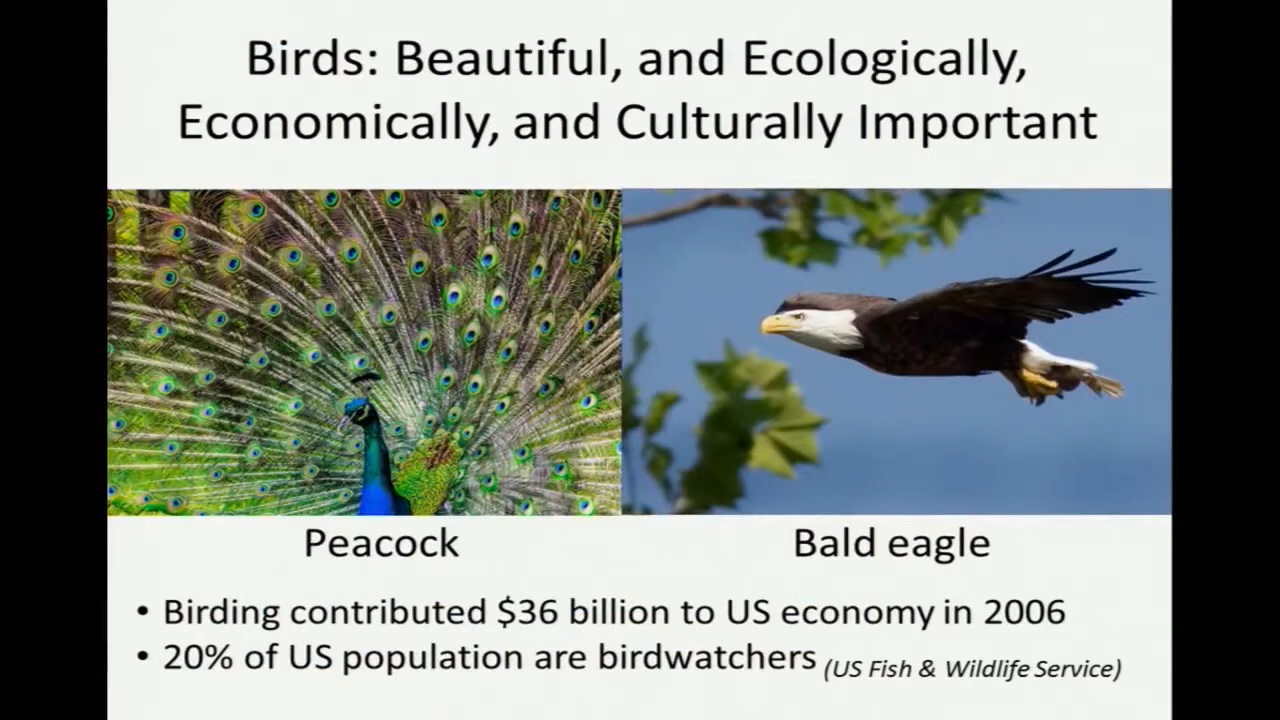 Birds: Beautiful, and Ecologically,
Economically, and Culturally Important
Peacock
Bald eagle
• Birding contributed $36 billion to US economy in 2006
• 20% of US population are birdwatchers (US Fish & Wildlife Service)